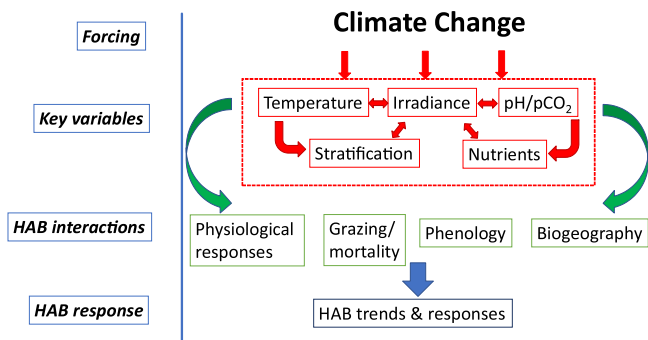 Forcing
Climate Change
Key variables
Temperature
Irradiance
pH/pCO₂
Stratification
Nutrients
HAB interactions
Physiological
responses
Grazing/
mortality
Phenology
Biogeography
HAB response
HAB trends & responses